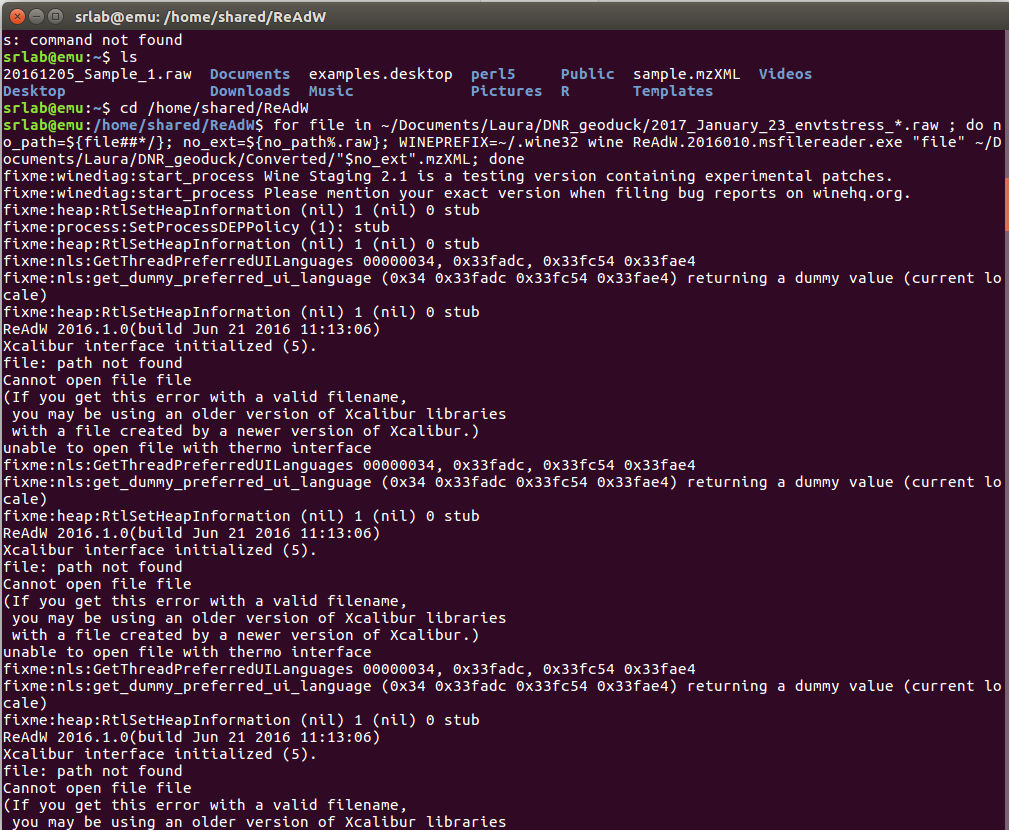 srlab@emu: /home/shared/ReAdW
s: command not found
srlab@emu:~$ ls
20161205_Sample_1.raw  Documents  examples.desktop  perl5     Public  sample.mzXML  Videos
Desktop                Downloads  Music             Pictures  R       Templates
srlab@emu:~$ cd /home/shared/ReAdW
srlab@emu:/home/shared/ReAdW$ for file in ~/Documents/Laura/DNR_geoduck/2017_January_23_envtstress_*.raw ; do n
o_path=${file##*/}; no_ext=${no_path%.raw}; WINEPREFIX=~/.wine32 wine ReAdW.2016010.msfilereader.exe "file" ~/D
ocuments/Laura/DNR_geoduck/Converted/"$no_ext".mzXML; done
fixme:winediag:start_process Wine Staging 2.1 is a testing version containing experimental patches.
fixme:winediag:start_process Please mention your exact version when filing bug reports on winehq.org.
fixme:heap:RtlSetHeapInformation (nil) 1 (nil) 0 stub
fixme:process:SetProcessDEPPolicy (1): stub
fixme:heap:RtlSetHeapInformation (nil) 1 (nil) 0 stub
fixme:nls:GetThreadPreferredUILanguages 00000034, 0x33fadc, 0x33fc54 0x33fae4
fixme:nls:get_dummy_preferred_ui_language (0x34 0x33fadc 0x33fc54 0x33fae4) returning a dummy value (current lo
cale)
fixme:heap:RtlSetHeapInformation (nil) 1 (nil) 0 stub
ReAdW 2016.1.0(build Jun 21 2016 11:13:06)
Xcalibur interface initialized (5).
file: path not found
Cannot open file file
(If you get this error with a valid filename,
 you may be using an older version of Xcalibur libraries
 with a file created by a newer version of Xcalibur.)
unable to open file with thermo interface
fixme:nls:GetThreadPreferredUILanguages 00000034, 0x33fadc, 0x33fc54 0x33fae4
fixme:nls:get_dummy_preferred_ui_language (0x34 0x33fadc 0x33fc54 0x33fae4) returning a dummy value (current lo
cale)
fixme:heap:RtlSetHeapInformation (nil) 1 (nil) 0 stub
ReAdW 2016.1.0(build Jun 21 2016 11:13:06)
Xcalibur interface initialized (5).
file: path not found
Cannot open file file
(If you get this error with a valid filename,
 you may be using an older version of Xcalibur libraries
 with a file created by a newer version of Xcalibur.)
unable to open file with thermo interface
fixme:nls:GetThreadPreferredUILanguages 00000034, 0x33fadc, 0x33fc54 0x33fae4
fixme:nls:get_dummy_preferred_ui_language (0x34 0x33fadc 0x33fc54 0x33fae4) returning a dummy value (current lo
cale)
fixme:heap:RtlSetHeapInformation (nil) 1 (nil) 0 stub
ReAdW 2016.1.0(build Jun 21 2016 11:13:06)
Xcalibur interface initialized (5).
file: path not found
Cannot open file file
(If you get this error with a valid filename,
 you may be using an older version of Xcalibur libraries